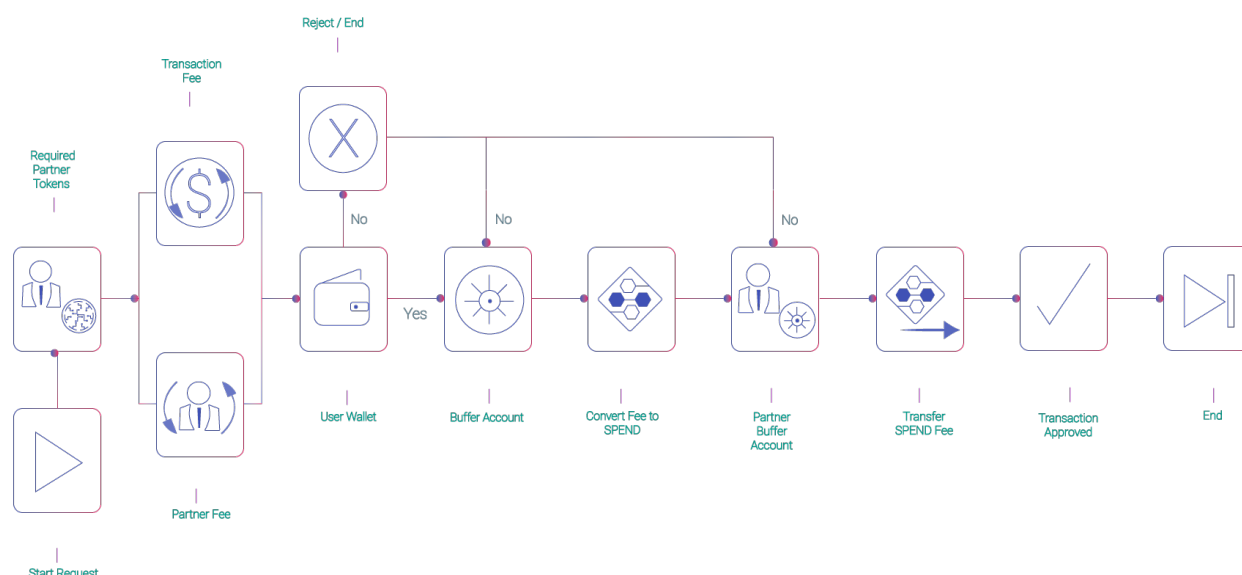 Reject / End
Transaction
Fee
Required
Partner
Tokens
No
No
No
Yes
User Wallet
Buffer Account
Convert Fee to
SPEND
Partner
Buffer
Account
Transfer
SPEND Fee
Transaction
Approved
End
Partner Fee
Start Request